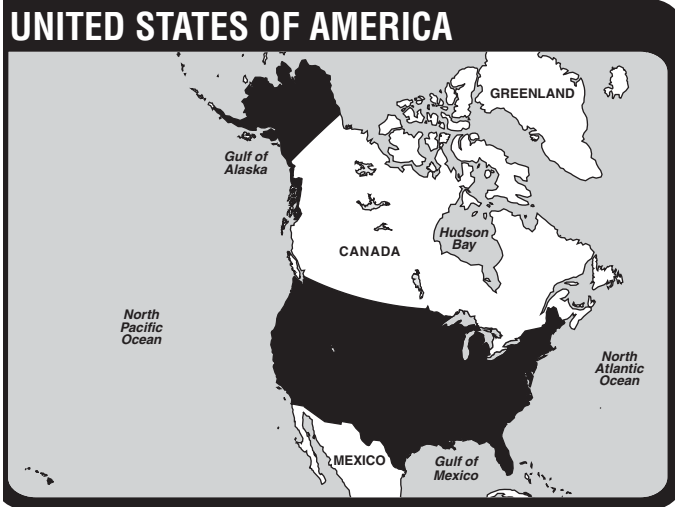 UNITED STATES OF AMERICA
GREENLAND
Gulf of
Alaska
Hudson
Bay
CANADA
North
Pacific
Ocean
North
Atlantic
Ocean
MEXICO
Gulf of
Mexico